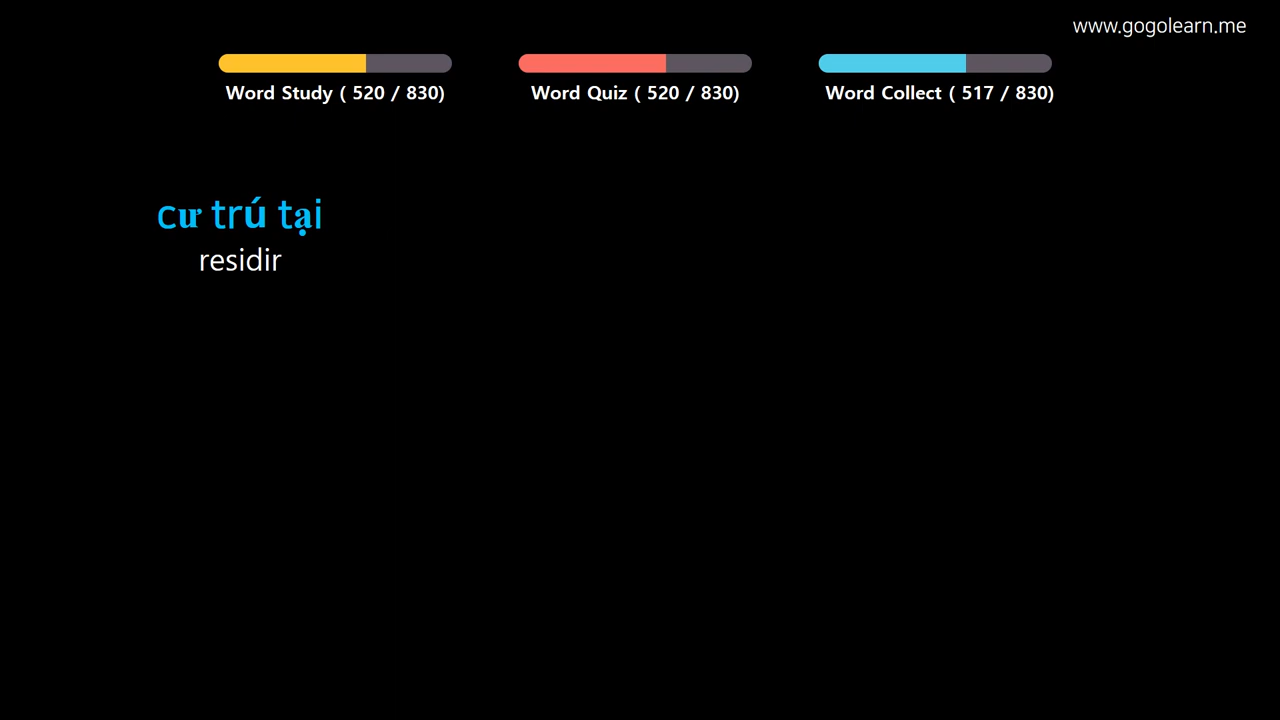 www.gogolearn.me
Word Study ( 520 / 830)
Word Quiz ( 520 / 830)
Word Collect ( 517 / 830)
cư trú tại
residir